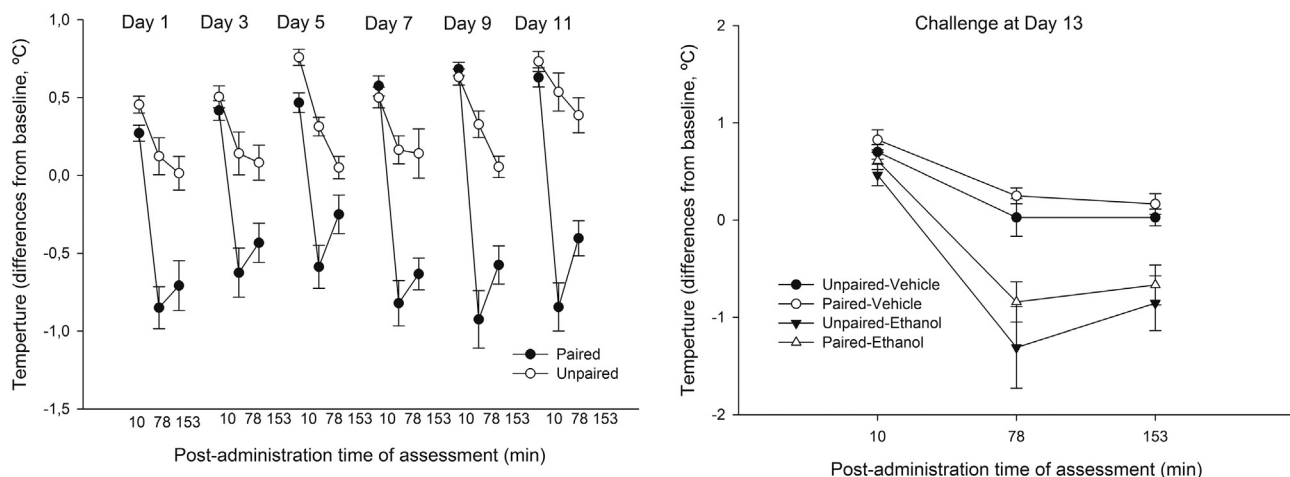 Day 1 Day 3 Day 5 Day 7 Day 9 Day 11
Temperture (differences from baseline, ºC)
1,0
0,5
0,0
-0,5
-1,0
-1,5
Paired
Unpaired
10 78 153 10 78 153 10 78 153 10 78 153 10 78 153 10 78 153
Post-administration time of assessment (min)
Challenge at Day 13
Temperture (differences from baseline, ºC)
2
1
0
-1
-2
Unpaired-Vehicle
Paired-Vehicle
Unpaired-Ethanol
Paired-Ethanol
10 78 153
Post-administration time of assessment (min)